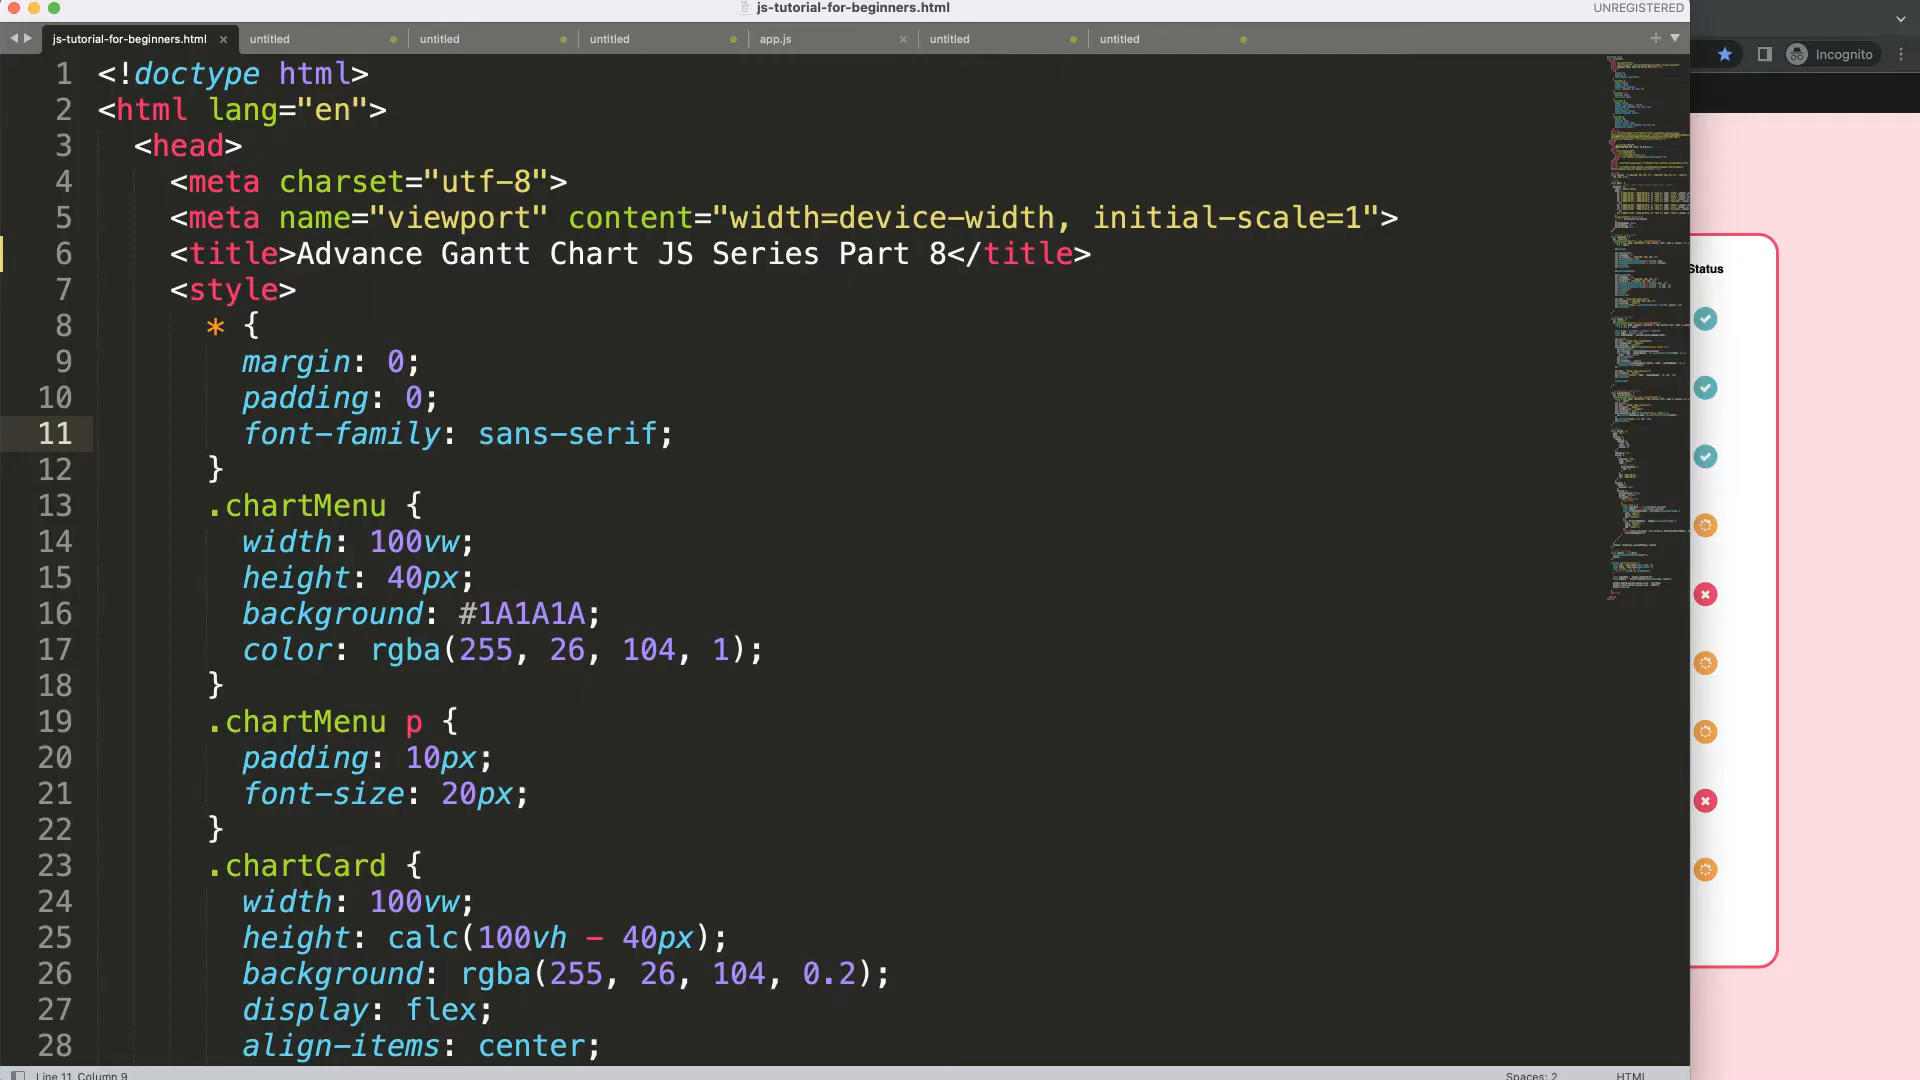 js-tutorial-for-beginners.html
UNREGISTERED
js-tutorial-for-beginners.html × untitled untitled untitled app.js × untitled untitled + ▼
Incognito
1 <!doctype html>
2 <html lang="en">
3 <head>
4 <meta charset="utf-8">
5 <meta name="viewport" content="width=device-width, initial-scale=1">
6 <title>Advance Gantt Chart JS Series Part 8</title>
7 <style>
8 * {
9 margin: 0;
10 padding: 0;
11 font-family: sans-serif;
12 }
13 .chartMenu {
14 width: 100vw;
15 height: 40px;
16 background: #1A1A1A;
17 color: rgba(255, 26, 104, 1);
18 }
19 .chartMenu p {
20 padding: 10px;
21 font-size: 20px;
22 }
23 .chartCard {
24 width: 100vw;
25 height: calc(100vh - 40px);
26 background: rgba(255, 26, 104, 0.2);
27 display: flex;
28 align-items: center;
Status
Line 11, Column 9
Spaces: 2
HTML